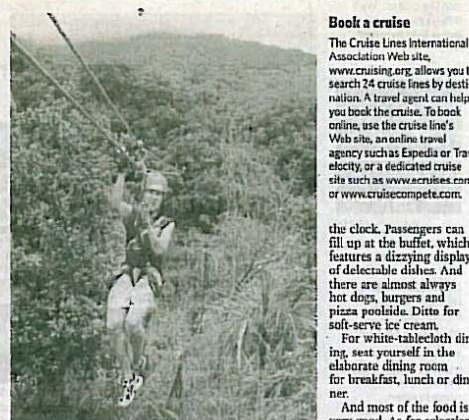 Book a cruise
The Cruise Lines International
Association Web site,
www.cruising.org, allows you t
search 24 cruise lines by desti-
nation. A travel agent can help
you book the cruise. To book
online, use the cruise line's
Web site, an online travel
agency such as Expedia or Trav
elocity, or a dedicated cruise
site such as www.ecruises.com
or www.cruisecompete.com.
the clock. Passengers can
fill up at the buffet, which
features a dizzying display
of delectable dishes. And
there are almost always
hot dogs, burgers and
pizza poolside. Ditto for
soft-serve ice cream.
For white-tablecloth din
ing, seat yourself in the
elaborate dining room
for breakfast, lunch or din
ner.
And most of the food is
very good. As for selection